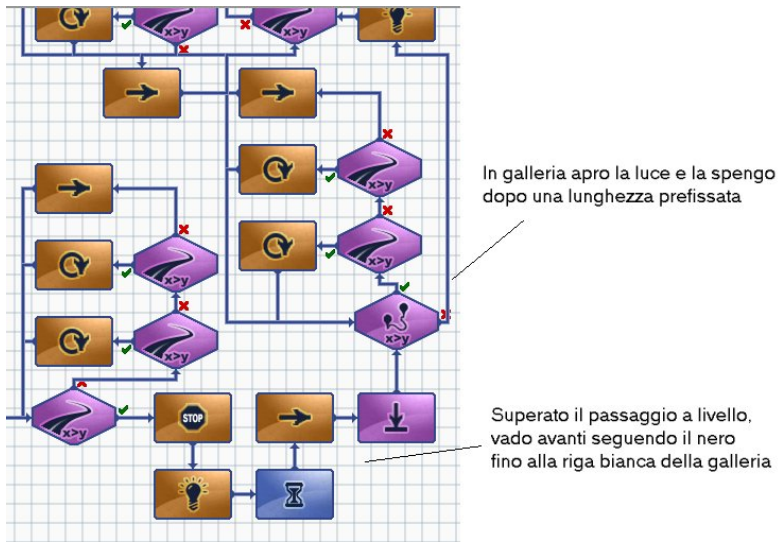 x>y
x>y
In galleria apro la luce e la spengo
dopo una lunghezza prefissata
x>y
x>y
x>y
x>y
x>y
x>y
STOP
Superato il passaggio a livello,
vado avanti seguendo il nero
fino alla riga bianca della galleria